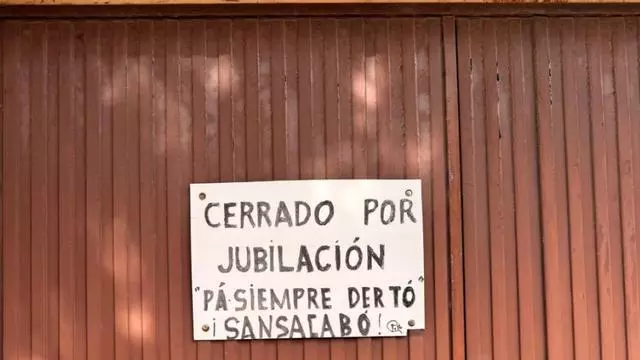 CERRADO POR
JUBILACIÓN
"PÁ SIEMPRE DER TÓ"
¡SANSACABÓ!